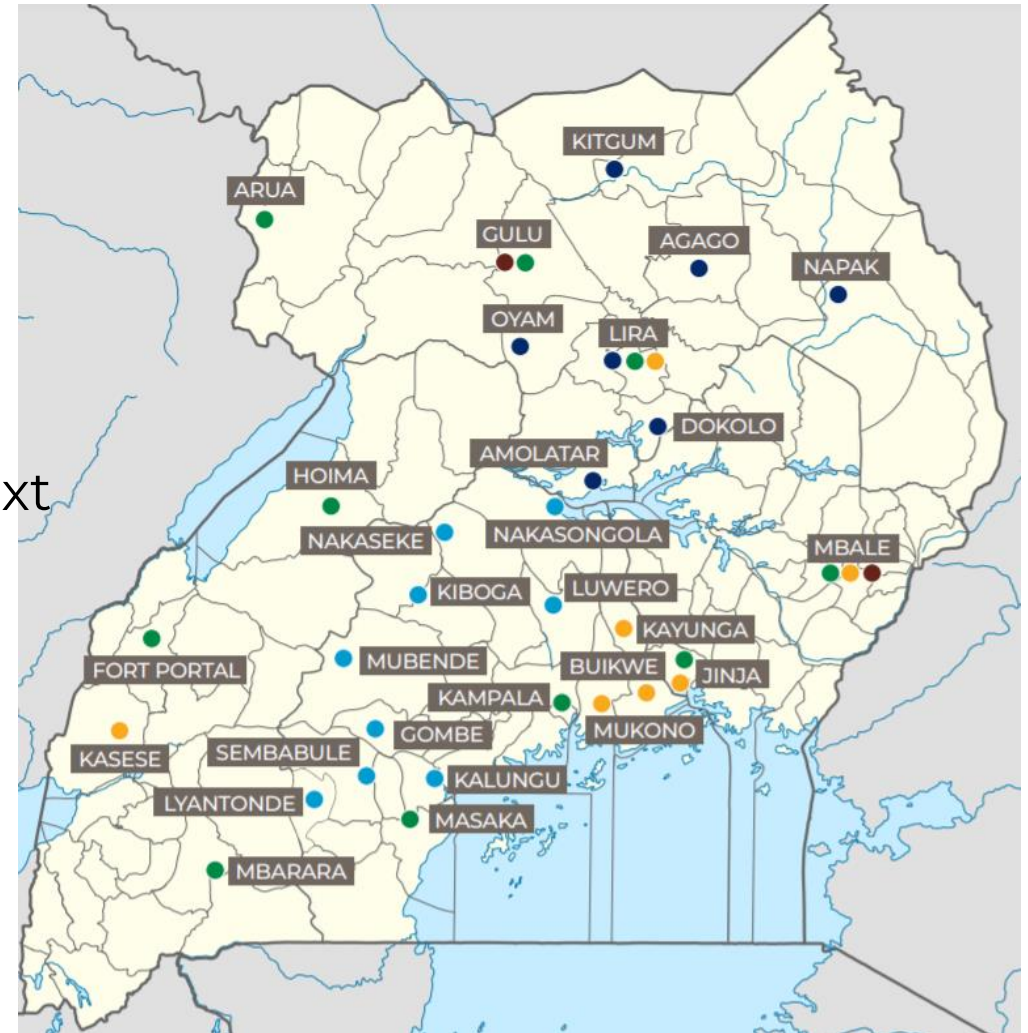 KITGUM
ARUA
GULU
AGAGO
NAPAK
OYAM
LIRA
DOKOLO
AMOLATAR
HOIMA
xt
NAKASEKE
NAKASONGOLA
MBALE
KIBOGA
LUWERO
KAYUNGA
FORT PORTAL
MUBENDE
BUIKWE
JINJA
KAMPALA
MUKONO
GOMBE
KASESE
SEMBABULE
KALUNGU
LYANTONDE
MASAKA
MBARARA